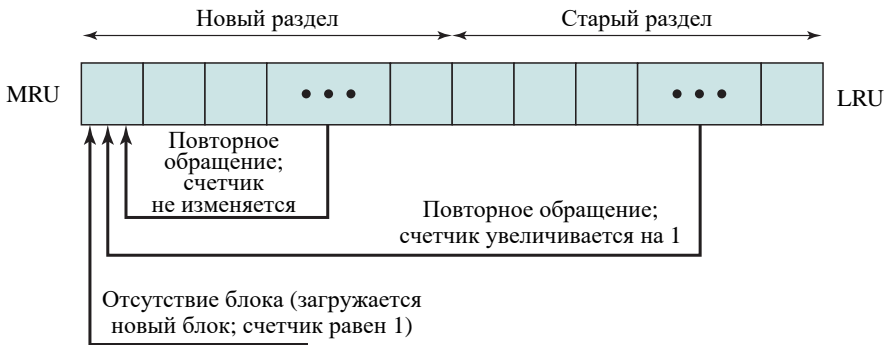 Новый раздел
Старый раздел
MRU
LRU
Повторное
обращение;
счетчик
не изменяется
Повторное обращение;
счетчик увеличивается на 1
Отсутствие блока (загружается
новый блок; счетчик равен 1)